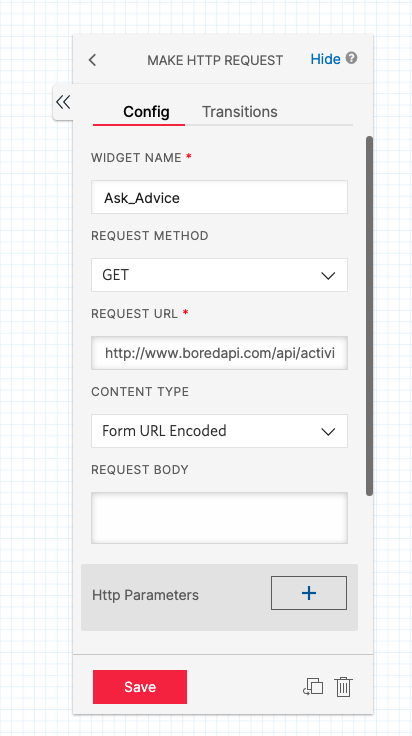 MAKE HTTP REQUEST Hide ?
Config Transitions
WIDGET NAME *
Ask_Advice
REQUEST METHOD
GET
REQUEST URL *
http://www.boredapi.com/api/activi
CONTENT TYPE
Form URL Encoded
REQUEST BODY
Http Parameters +
Save